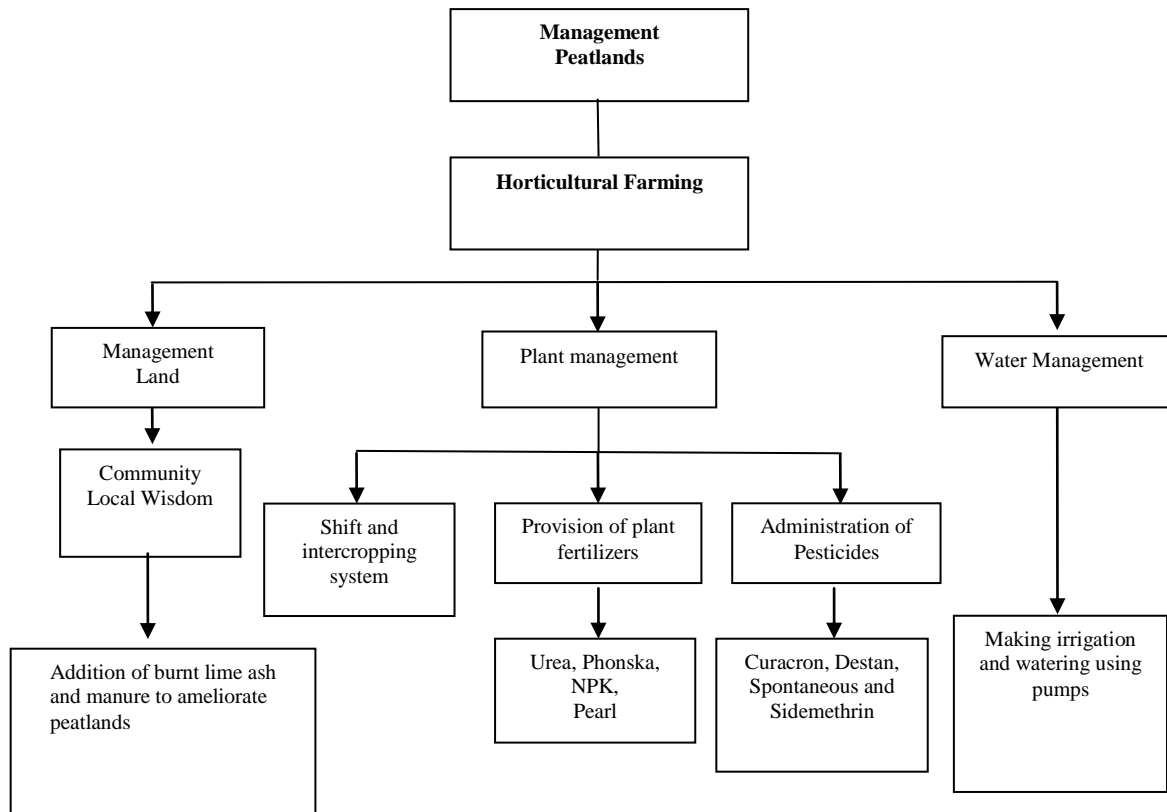 Management
Peatlands
Horticultural Farming
Management
Land
Plant management
Water Management
Community
Local Wisdom
Shift and
intercropping
system
Provision of plant
fertilizers
Administration of
Pesticides
Addition of burnt lime ash
and manure to ameliorate
peatlands
Urea, Phonska,
NPK,
Pearl
Curacron, Destan,
Spontaneous and
Sidemethrin
Making irrigation
and watering using
pumps